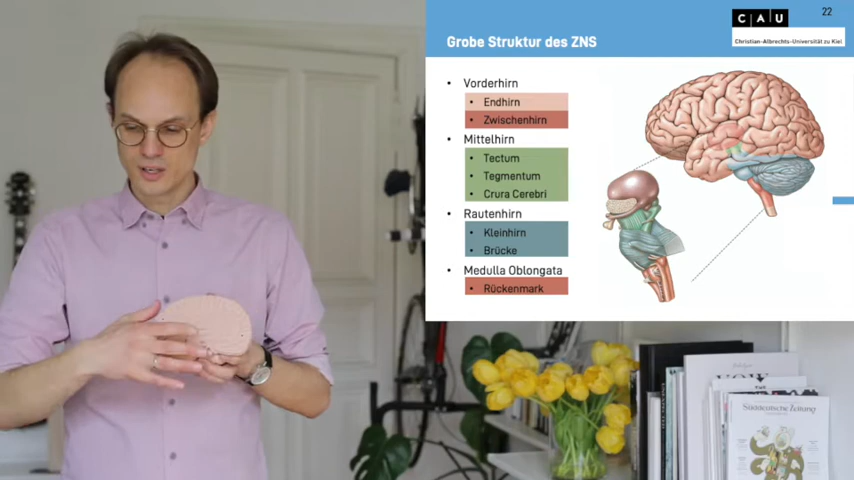 22
C A U
Christian-Albrechts-Universität zu Kiel
Grobe Struktur des ZNS
• Vorderhirn
• Endhirn
• Zwischenhirn
• Mittelhirn
• Tectum
• Tegmentum
• Crura Cerebri
• Rautenhirn
• Kleinhirn
• Brücke
• Medulla Oblongata
• Rückenmark
Süddeutsche Zeitung